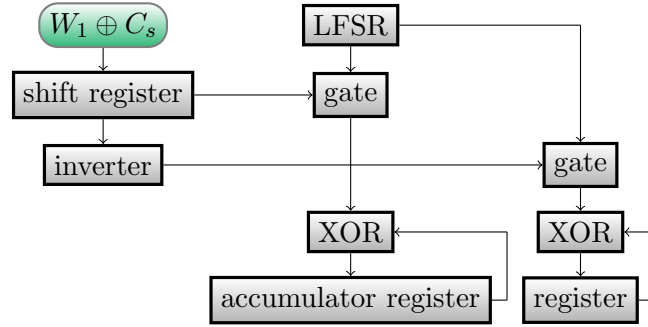 W₁ ⊕ Cₛ
LFSR
shift register
gate
inverter
gate
XOR
XOR
accumulator register
register